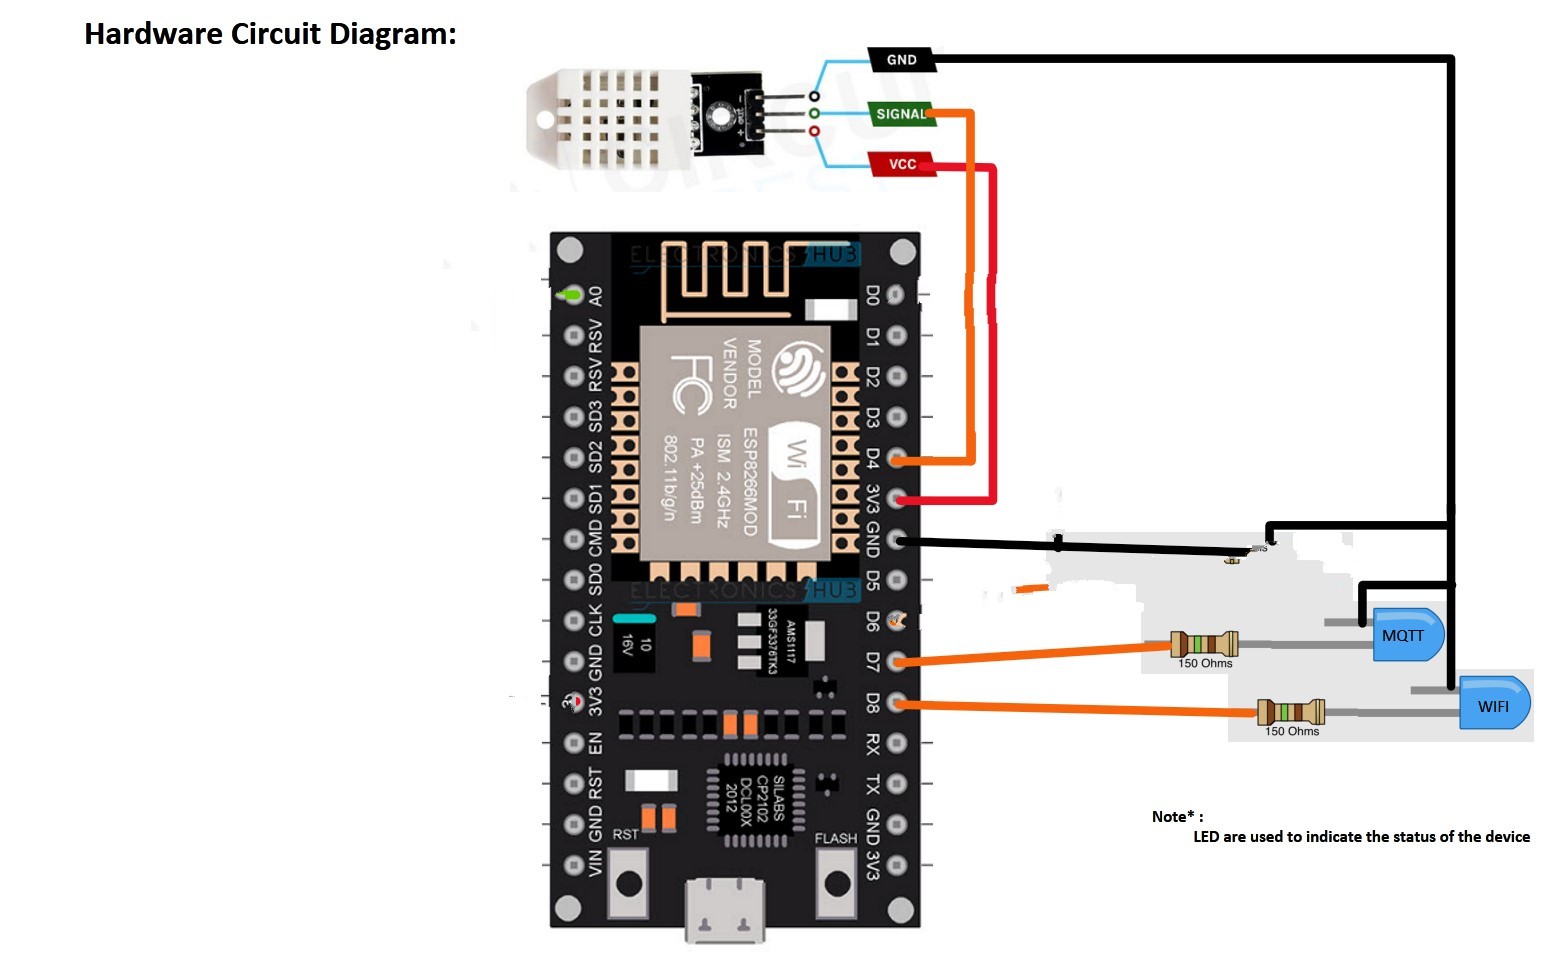 Hardware Circuit Diagram:
GND
SIGNAL
VCC
ELECTRONICS HUB
A0
RSV
RSV
SD3
SD2
SD1
CMD
SD0
CLK
GND
3V3
EN
RST
GND
VIN
D0
D1
D2
D3
D4
3V3
GND
D5
D6
D7
D8
RX
TX
GND
3V3
MODEL
VENDOR
FC
Wi Fi
ESP8266MOD
ISM 2.4GHz
PA +25dBm
802.11b/g/n
ELECTRONICS HUB
10
16V
AMS1117
33GF3376TK3
SILABS
CP2102
DCL00X
2012
RST
FLASH
MQTT
150 Ohms
WIFI
150 Ohms
Note* :
LED are used to indicate the status of the device